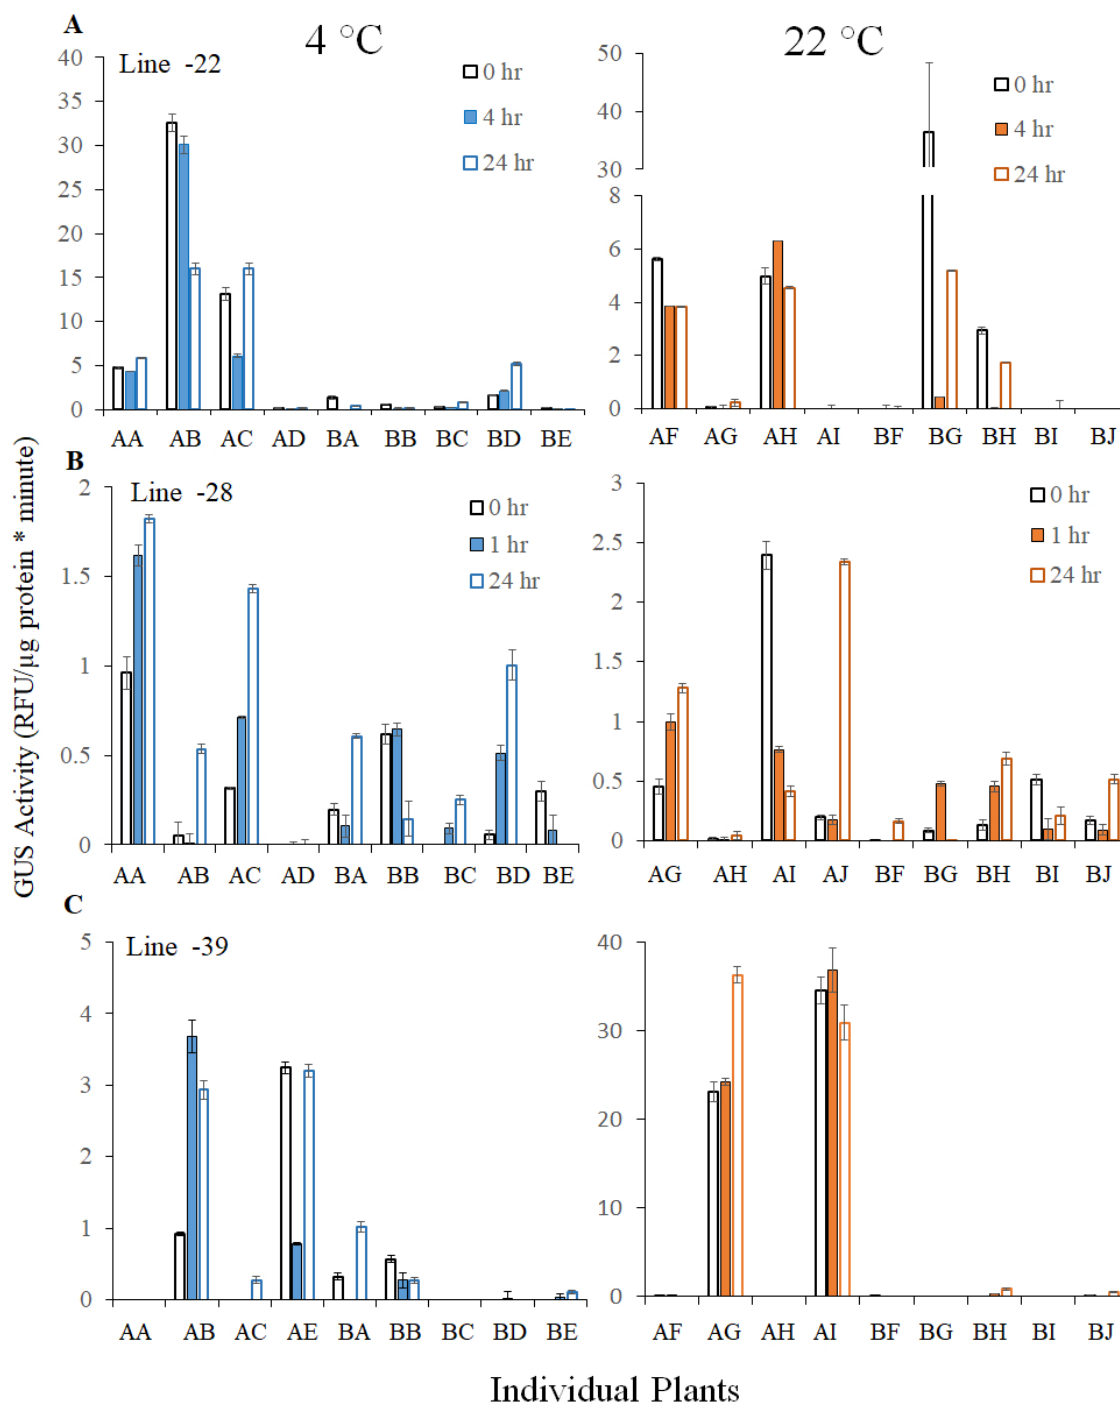 A
4 °C
22 °C
Line -22
0 hr
4 hr
24 hr
40
35
30
25
20
15
10
5
0
AA AB AC AD BA BB BC BD BE
0 hr
4 hr
24 hr
50
40
30
8
6
4
2
0
AF AG AH AI BF BG BH BI BJ
B
Line -28
0 hr
1 hr
24 hr
2
1.5
1
0.5
0
AA AB AC AD BA BB BC BD BE
0 hr
1 hr
24 hr
3
2.5
2
1.5
1
0.5
0
AG AH AI AJ BF BG BH BI BJ
GUS Activity (RFU/µg protein * minute)
C
Line -39
5
4
3
2
1
0
AA AB AC AE BA BB BC BD BE
40
30
20
10
0
AF AG AH AI BF BG BH BI BJ
Individual Plants